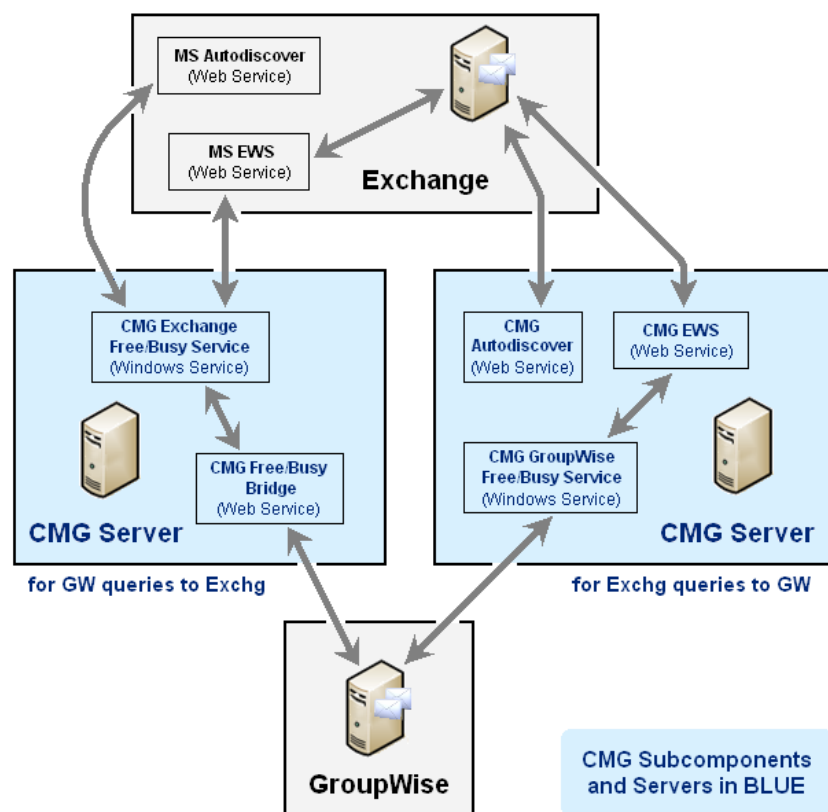 MS Autodiscover
(Web Service)
MS EWS
(Web Service)
Exchange
CMG Exchange
Free/Busy Service
(Windows Service)
CMG Free/Busy
Bridge
(Web Service)
CMG Server
for GW queries to Exchg
CMG
Autodiscover
(Web Service)
CMG EWS
(Web Service)
CMG GroupWise
Free/Busy Service
(Windows Service)
CMG Server
for Exchg queries to GW
GroupWise
CMG Subcomponents
and Servers in BLUE